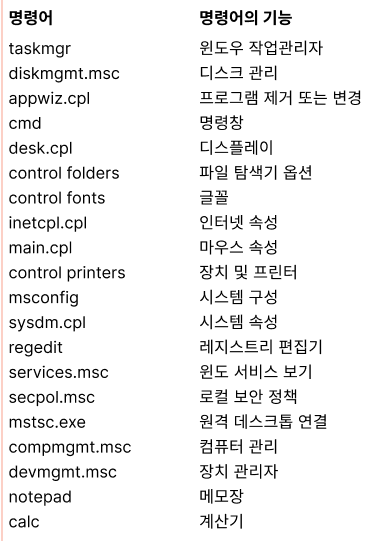 명령어 명령어의 기능
taskmgr 윈도우 작업관리자
diskmgmt.msc 디스크 관리
appwiz.cpl 프로그램 제거 또는 변경
cmd 명령창
desk.cpl 디스플레이
control folders 파일 탐색기 옵션
control fonts 글꼴
inetcpl.cpl 인터넷 속성
main.cpl 마우스 속성
control printers 장치 및 프린터
msconfig 시스템 구성
sysdm.cpl 시스템 속성
regedit 레지스트리 편집기
services.msc 윈도 서비스 보기
secpol.msc 로컬 보안 정책
mstsc.exe 원격 데스크톱 연결
compmgmt.msc 컴퓨터 관리
devmgmt.msc 장치 관리자
notepad 메모장
calc 계산기